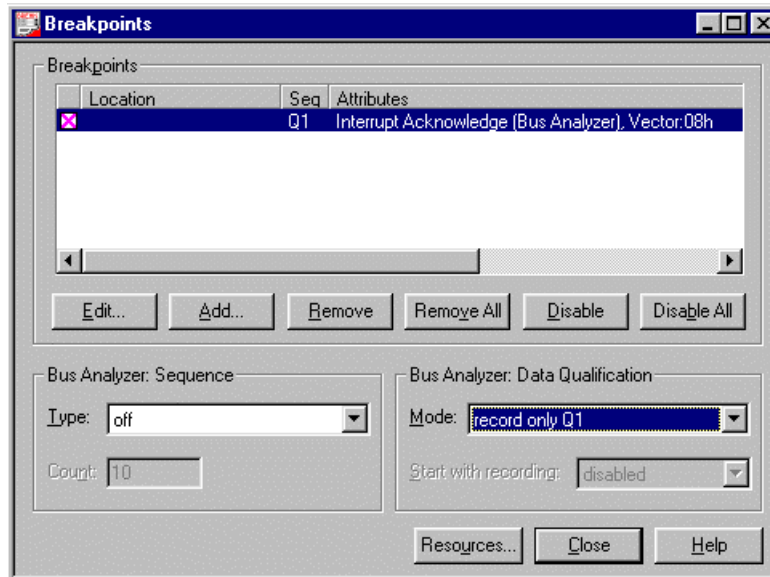 Breakpoints
Breakpoints
Location Seq Attributes
Q1 Interrupt Acknowledge (Bus Analyzer), Vector:08h
Edit... Add... Remove Remove All Disable Disable All
Bus Analyzer: Sequence Bus Analyzer: Data Qualification
Type: off Mode: record only Q1
Count: 10 Start with recording: disabled
Resources... Close Help